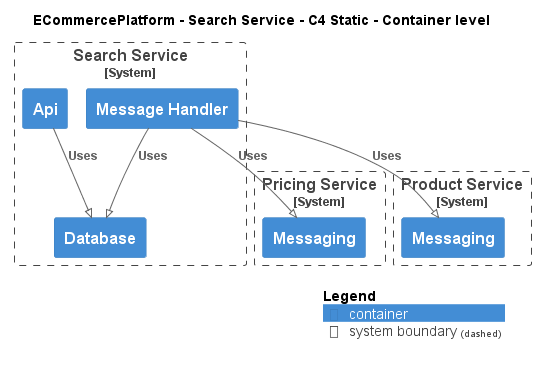 ECommercePlatform - Search Service - C4 Static - Container level
Search Service
[System]
Api
Message Handler
Uses
Uses
Uses
Uses
Pricing Service
[System]
Product Service
[System]
Database
Messaging
Messaging
Legend
container
system boundary (dashed)